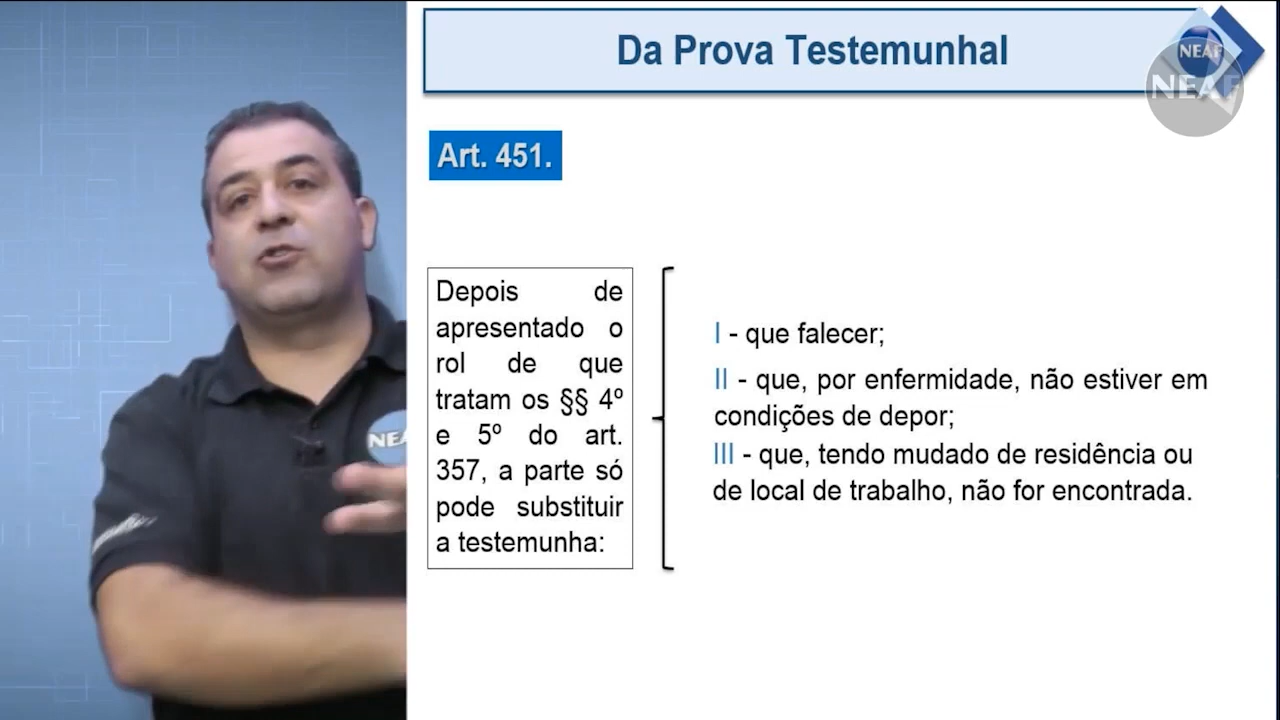 Da Prova Testemunhal
NEAF
NEAF
Art. 451.
Depois de
apresentado o
rol de que
tratam os §§ 4º
e 5º do art.
357, a parte só
pode substituir
a testemunha:
I - que falecer;
II - que, por enfermidade, não estiver em
condições de depor;
III - que, tendo mudado de residência ou
de local de trabalho, não for encontrada.
NEA